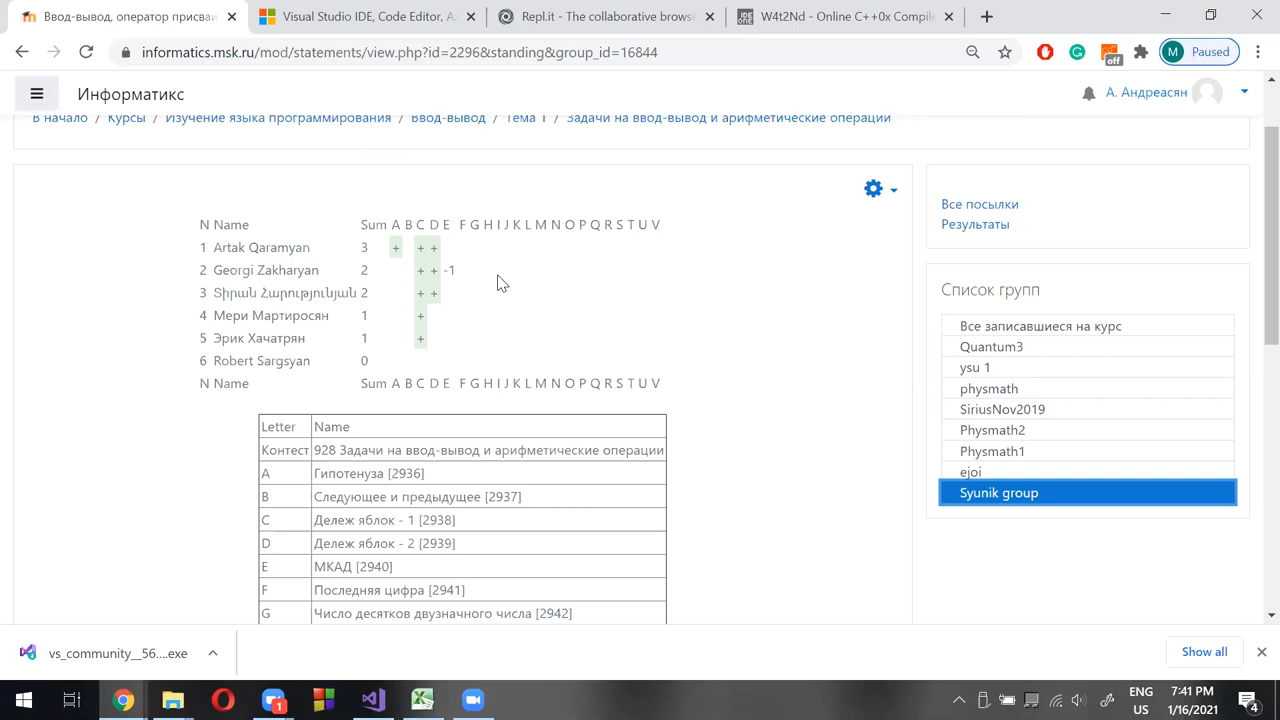 Ввод-вывод, оператор присваи
Visual Studio IDE, Code Editor, Az
Repl.it - The collaborative browse
W4t2Nd - Online C++0x Compile
informatics.msk.ru/mod/statements/view.php?id=2296&standing&group_id=16844
off
M Paused
Информатикс
А. Андреасян
В начало / Курсы / Изучение языка программирования / Ввод-вывод / Тема 1 / Задачи на ввод-вывод и арифметические операции
N Name Sum A B C D E F G H I J K L M N O P Q R S T U V
1 Artak Qaramyan 3 + + +
2 Georgi Zakharyan 2 + + -1
3 Տիրան Հարությունյան 2 + +
4 Мери Мартиросян 1 +
5 Эрик Хачатрян 1 +
6 Robert Sargsyan 0
N Name Sum A B C D E F G H I J K L M N O P Q R S T U V
Letter Name
Контест 928 Задачи на ввод-вывод и арифметические операции
A Гипотенуза [2936]
B Следующее и предыдущее [2937]
C Дележ яблок - 1 [2938]
D Дележ яблок - 2 [2939]
E МКАД [2940]
F Последняя цифра [2941]
G Число десятков двузначного числа [2942]
Все посылки
Результаты
Список групп
Все записавшиеся на курс
Quantum3
ysu 1
physmath
SiriusNov2019
Physmath2
Physmath1
ejoi
Syunik group
vs_community__56....exe
Show all
1
ENG
US
7:41 PM
1/16/2021
4